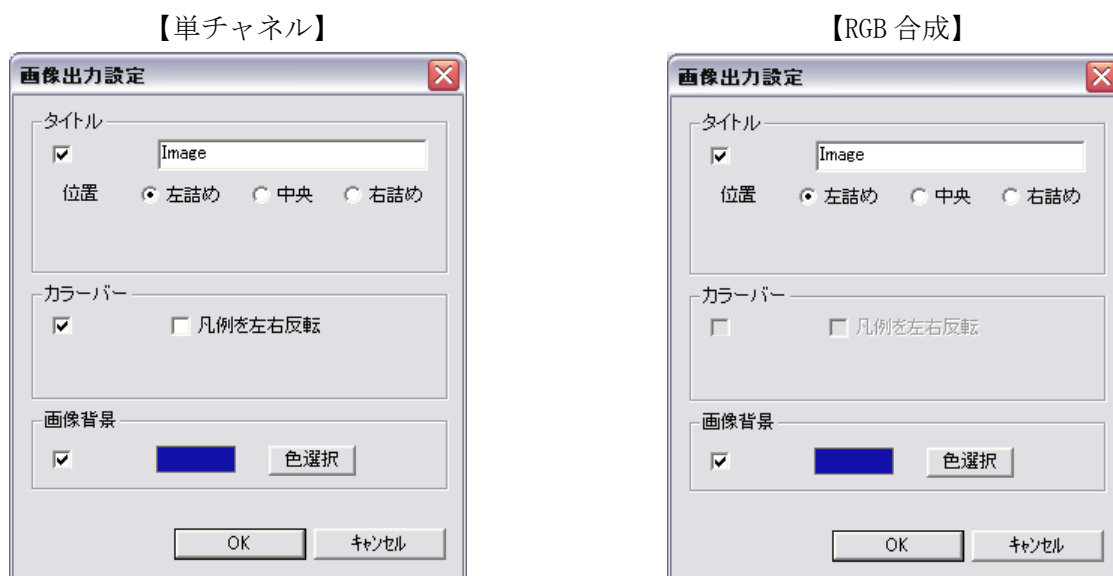 【単チャネル】
画像出力設定
タイトル
Image
位置 左詰め 中央 右詰め
カラーバー
凡例を左右反転
画像背景
色選択
OK キャンセル
【RGB 合成】
画像出力設定
タイトル
Image
位置 左詰め 中央 右詰め
カラーバー
凡例を左右反転
画像背景
色選択
OK キャンセル